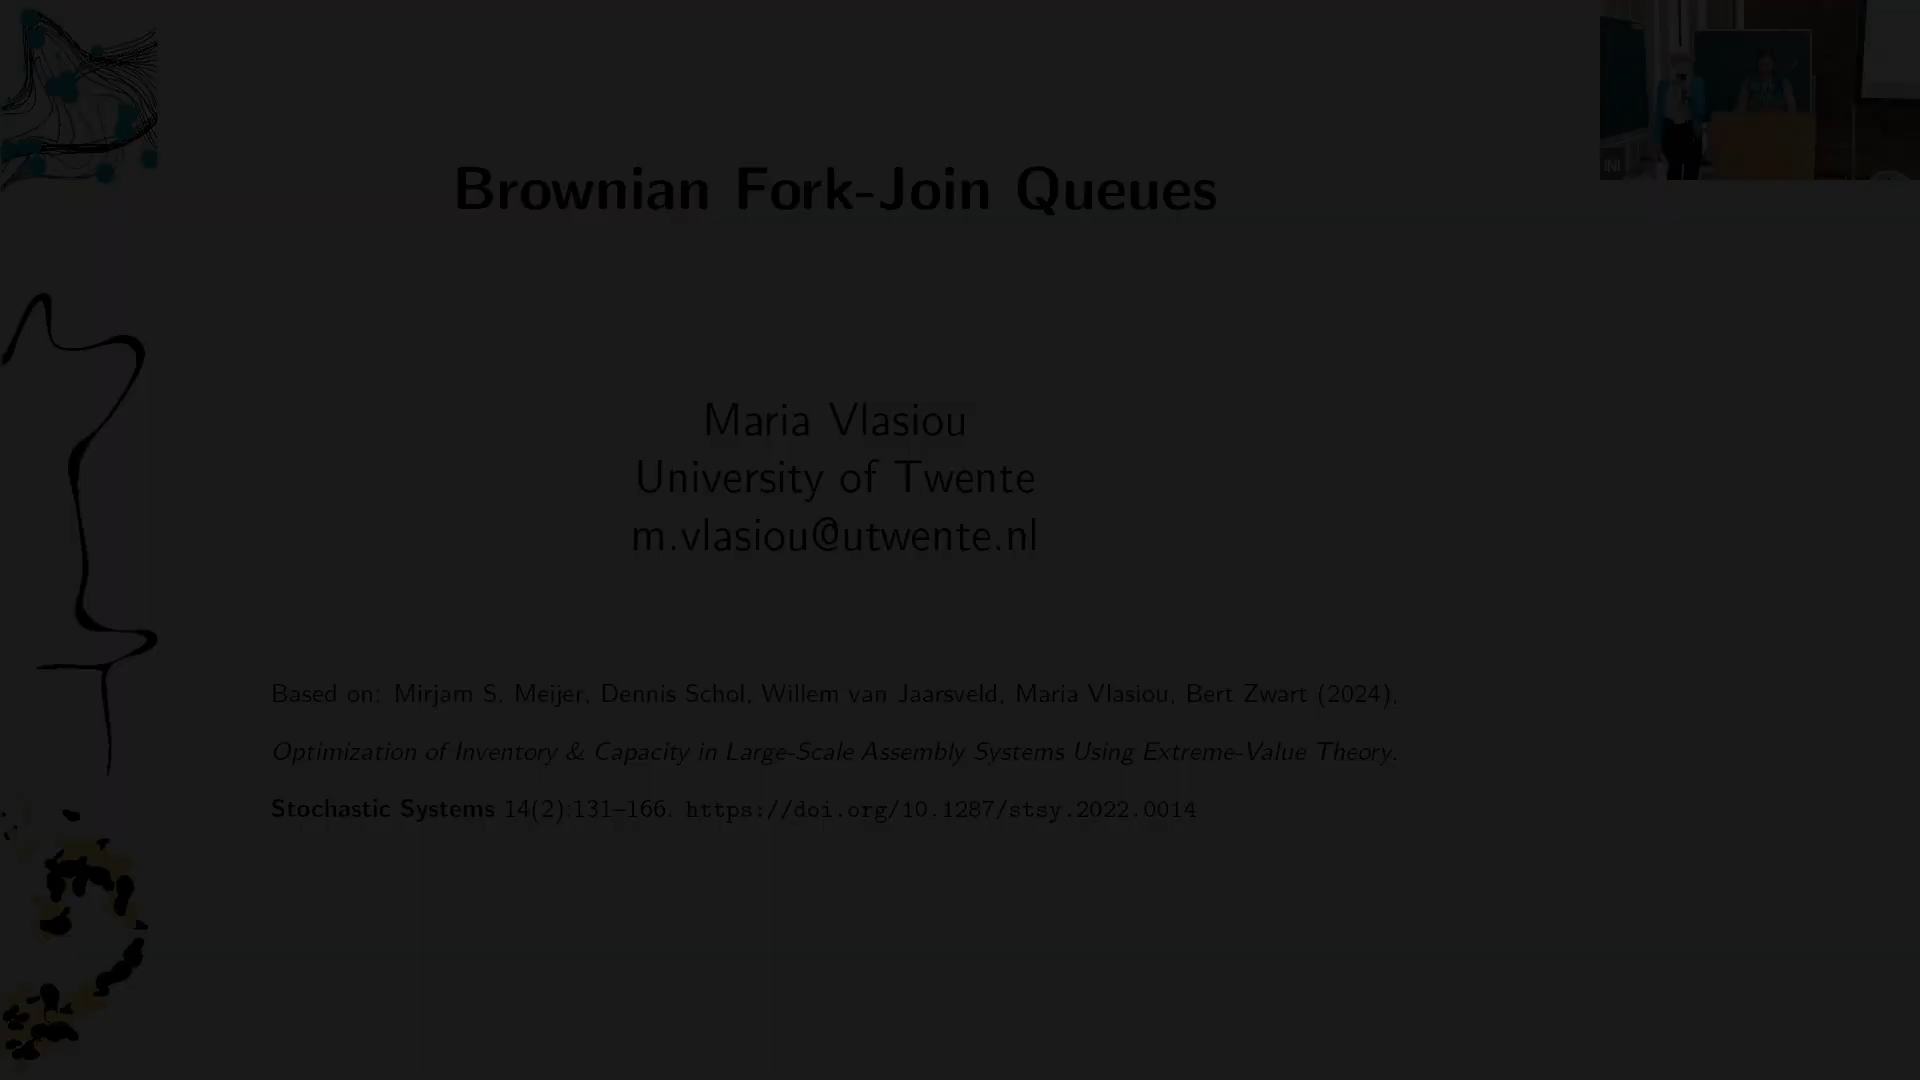 Brownian Fork-Join Queues
Maria Vlasiou
University of Twente
m.vlasiou@utwente.nl
Based on: Mirjam S. Meijer, Dennis Schol, Willem van Jaarsveld, Maria Vlasiou, Bert Zwart (2024),
Optimization of Inventory & Capacity in Large-Scale Assembly Systems Using Extreme-Value Theory.
Stochastic Systems 14(2):131–166. https://doi.org/10.1287/stsy.2022.0014
INI